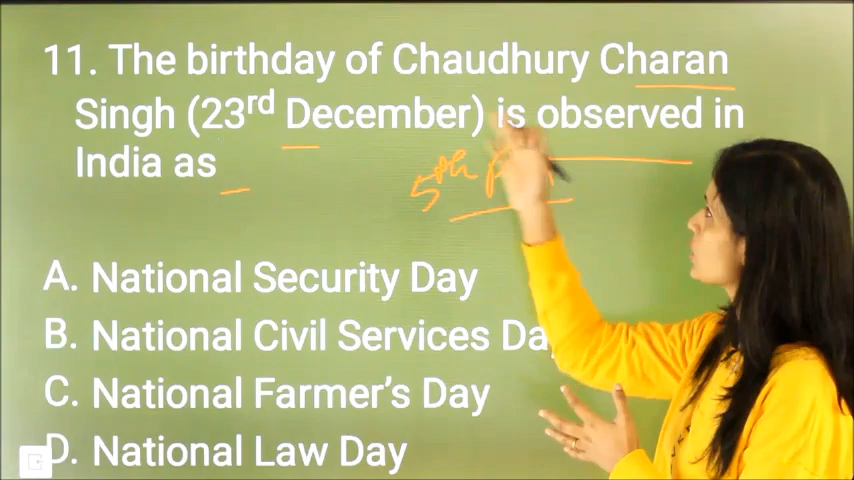 11. The birthday of Chaudhury Charan
Singh (23rd December) is observed in
India as
5th
A. National Security Day
B. National Civil Services Da
C. National Farmer's Day
D. National Law Day